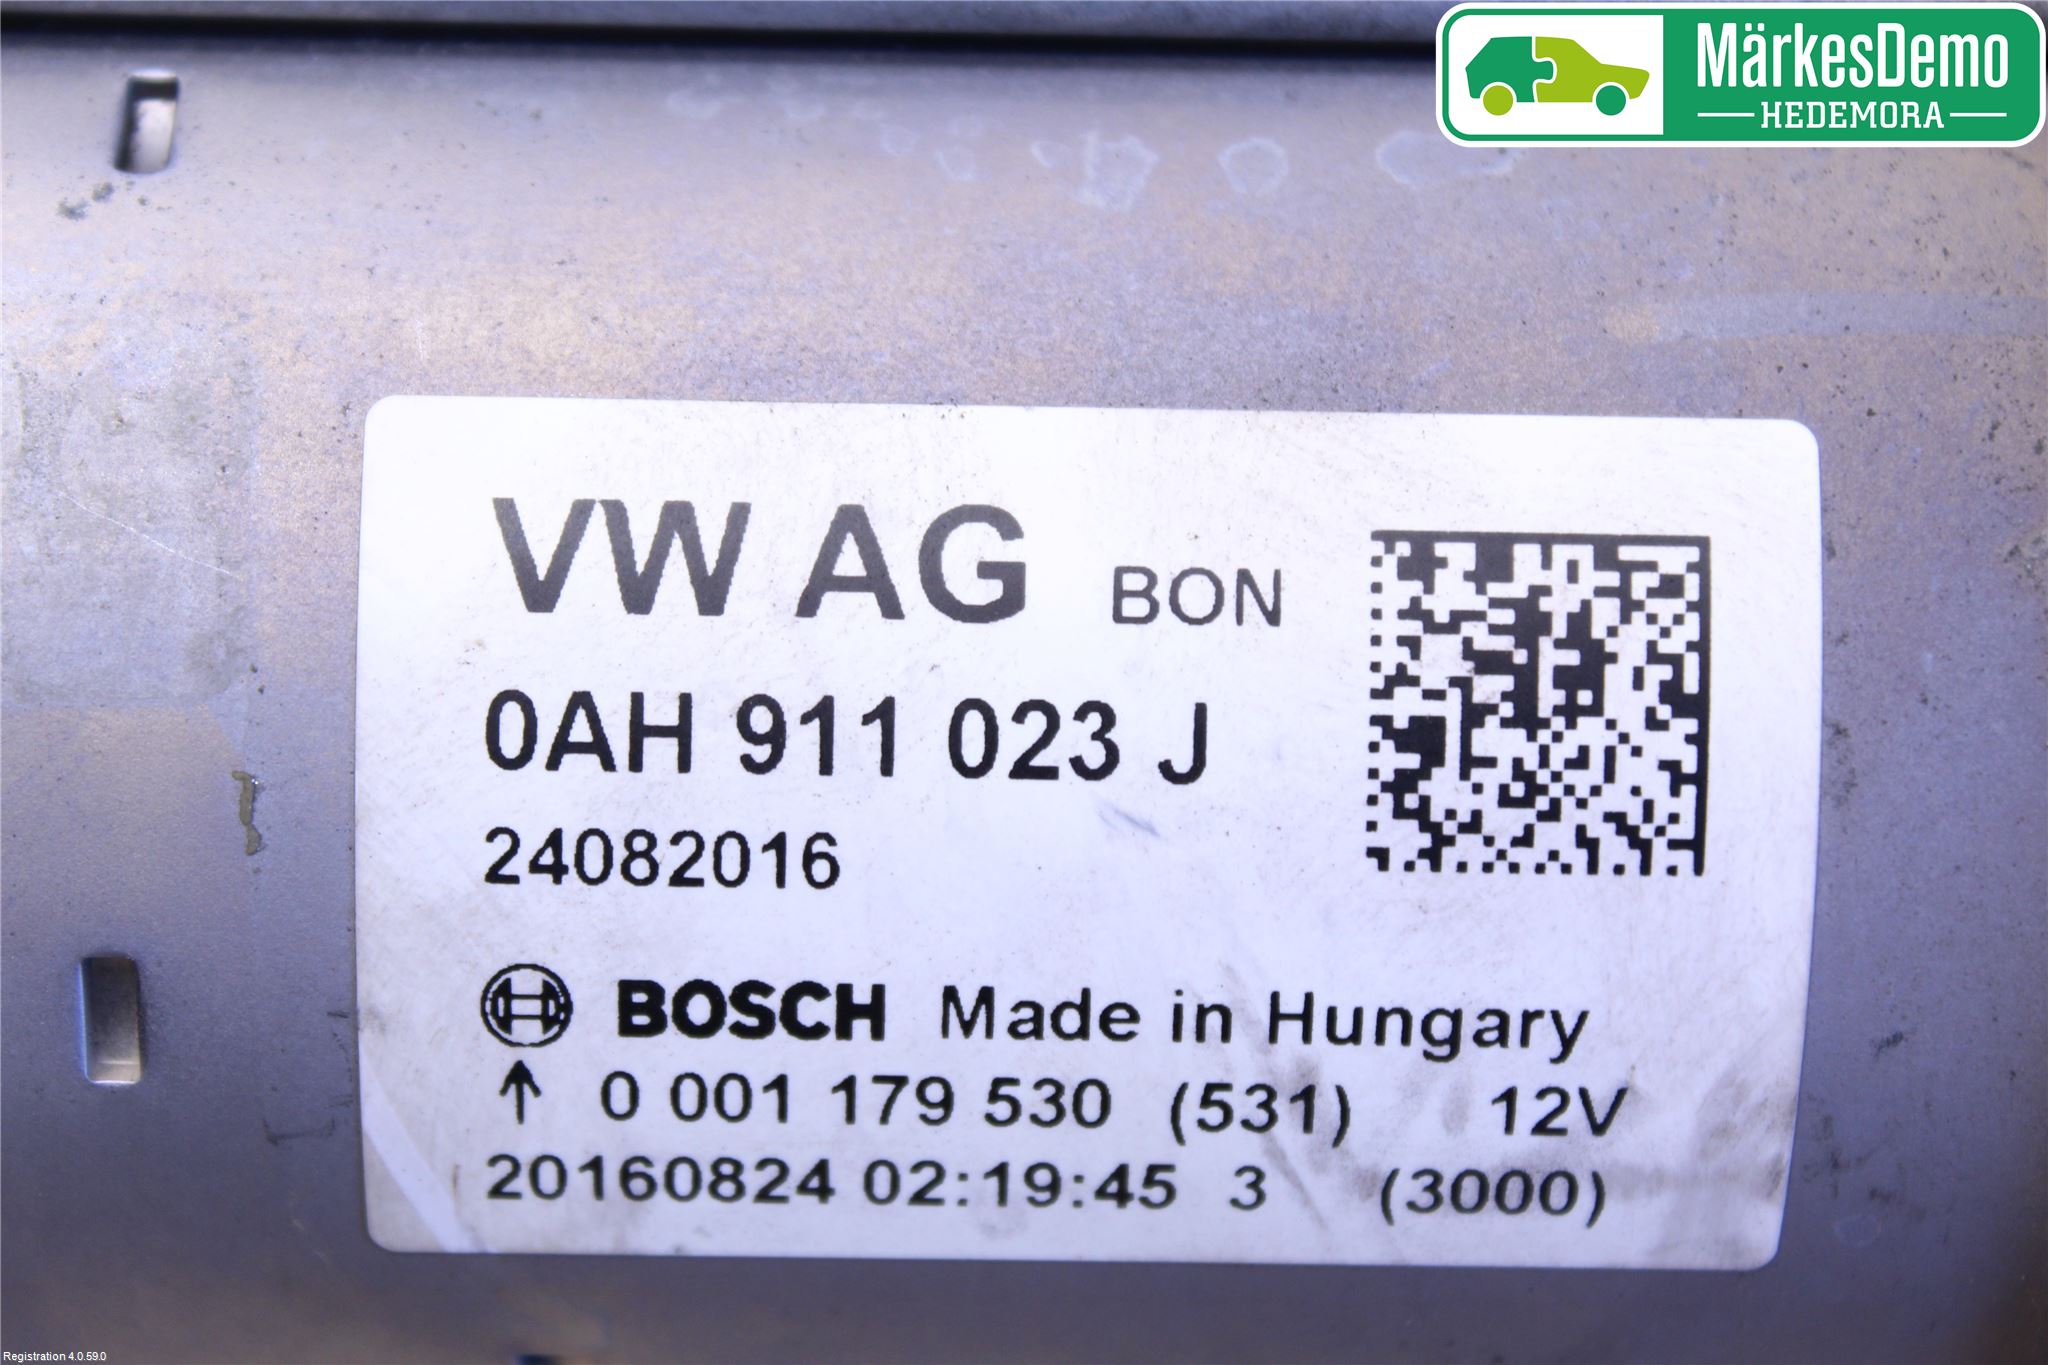 MärkesDemo
HEDEMORA
VW AG BON
0AH 911 023 J
24082016
BOSCH Made in Hungary
↑ 0 001 179 530 (531) 12V
20160824 02:19:45 3 (3000)
Registration 4.0.59.0